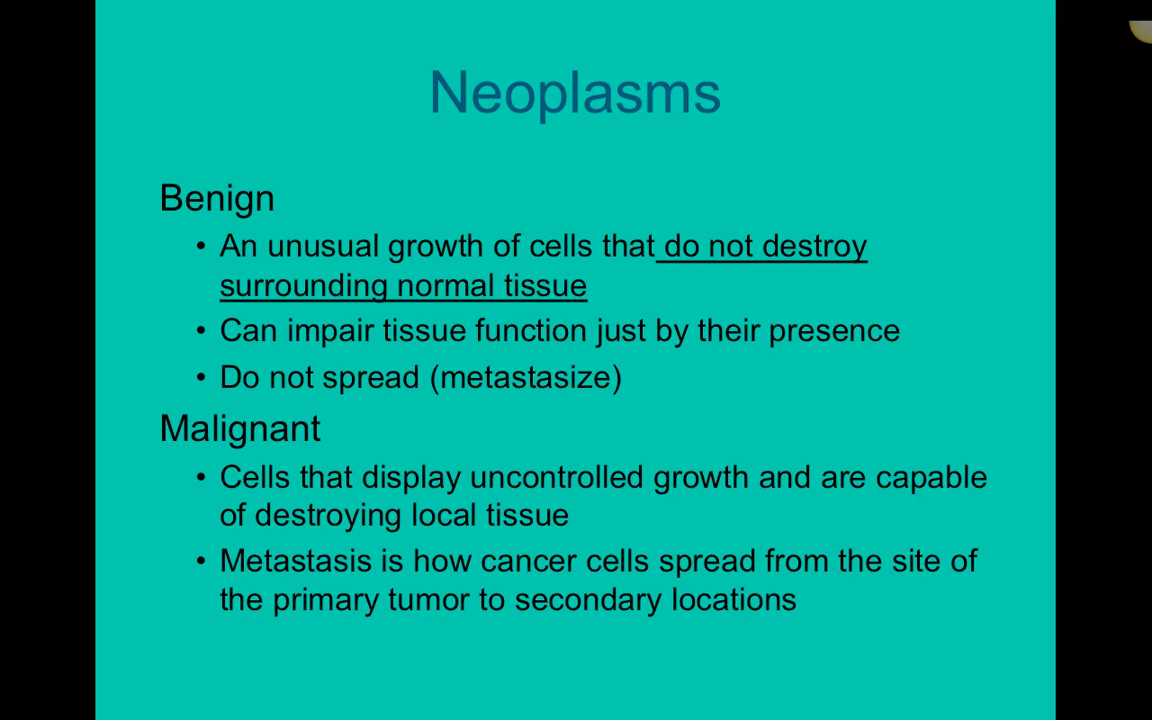 Neoplasms
Benign
• An unusual growth of cells that do not destroy
surrounding normal tissue
• Can impair tissue function just by their presence
• Do not spread (metastasize)
Malignant
• Cells that display uncontrolled growth and are capable
of destroying local tissue
• Metastasis is how cancer cells spread from the site of
the primary tumor to secondary locations